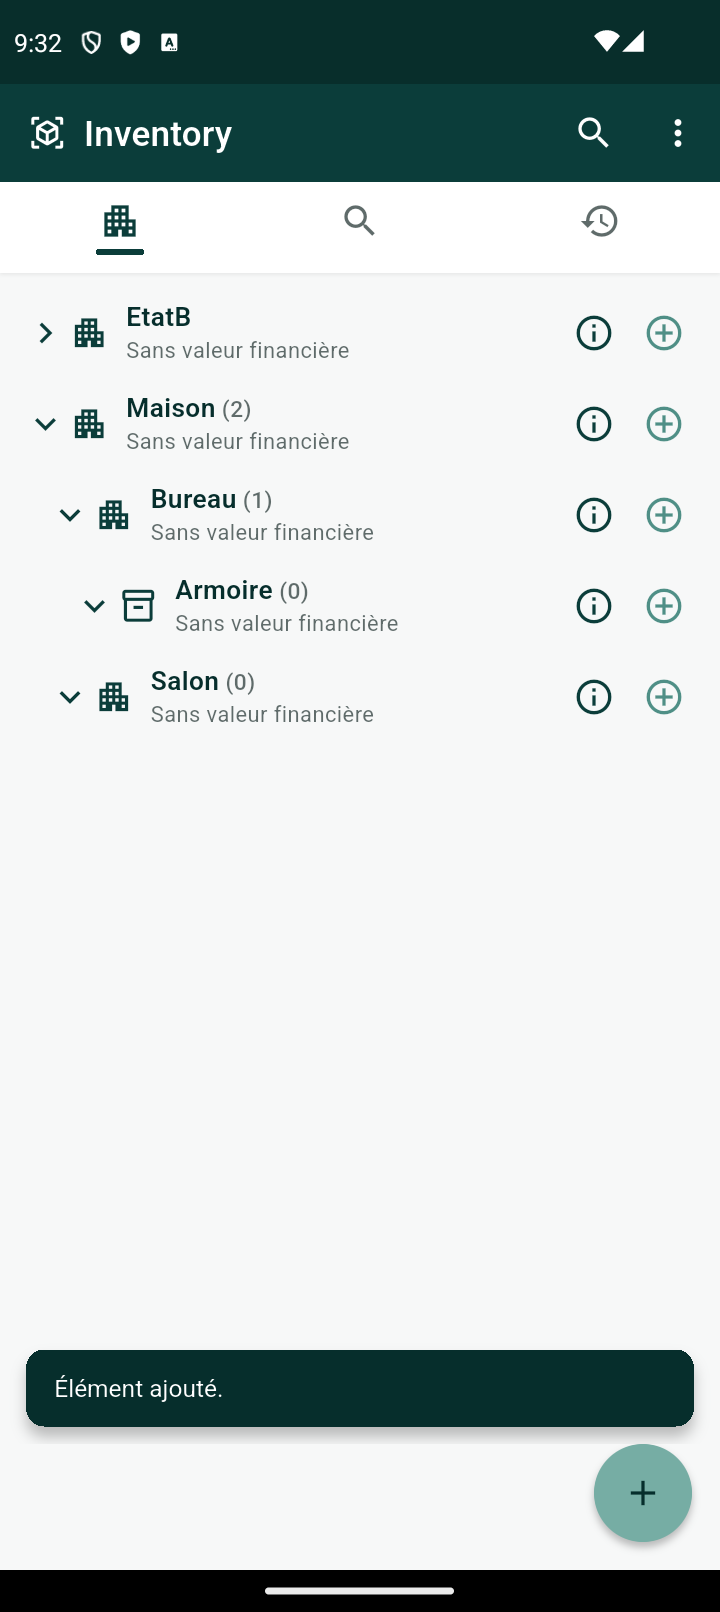 9:32
Inventory
EtatB
Sans valeur financière
Maison (2)
Sans valeur financière
Bureau (1)
Sans valeur financière
Armoire (0)
Sans valeur financière
Salon (0)
Sans valeur financière
Élément ajouté.